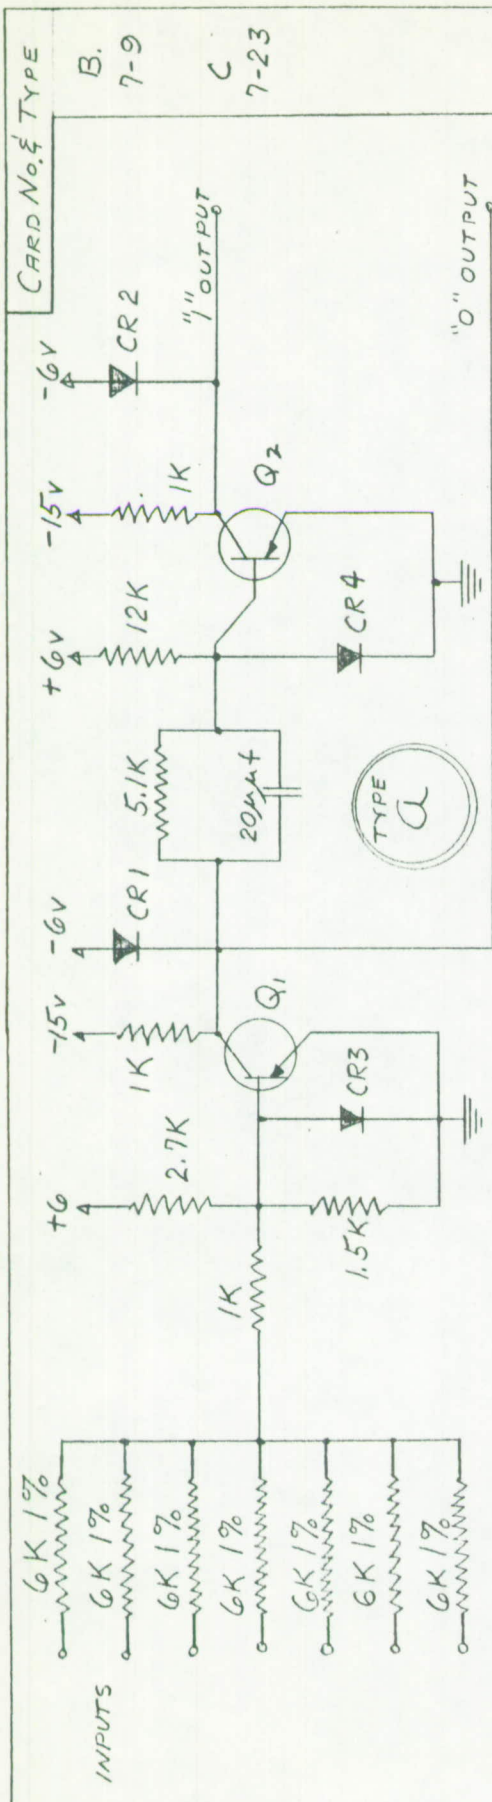 CARD NO. & TYPE
B.
7-9
C
7-23
INPUTS
6K 1%
6K 1%
6K 1%
6K 1%
6K 1%
6K 1%
6K 1%
1K
+6
2.7K
1.5K
CR3
-15V
1K
Q1
-6V
CR1
5.1K
20μμf
+6V
12K
CR4
-15V
1K
Q2
-6V
CR2
"1" OUTPUT
"0" OUTPUT
TYPE
a